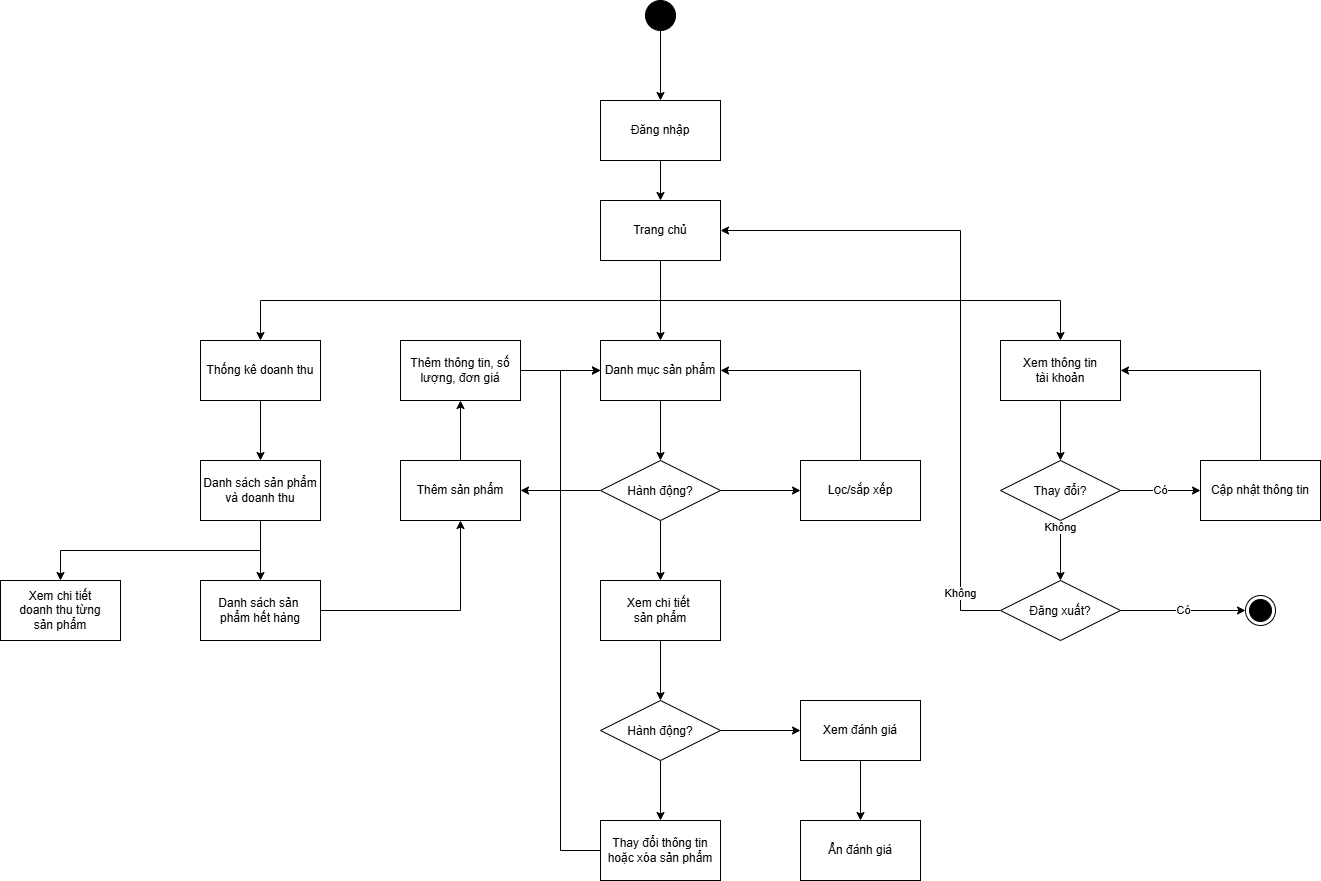 Đăng nhập
Trang chủ
Thống kê doanh thu
Thêm thông tin, số
lượng, đơn giá
Danh mục sản phẩm
Xem thông tin
tài khoản
Danh sách sản phẩm
và doanh thu
Thêm sản phẩm
Hành động?
Lọc/sắp xếp
Thay đổi?
Có
Cập nhật thông tin
Không
Xem chi tiết
doanh thu từng
sản phẩm
Danh sách sản
phẩm hết hàng
Xem chi tiết
sản phẩm
Không
Đăng xuất?
Có
Hành động?
Xem đánh giá
Thay đổi thông tin
hoặc xóa sản phẩm
Ẩn đánh giá